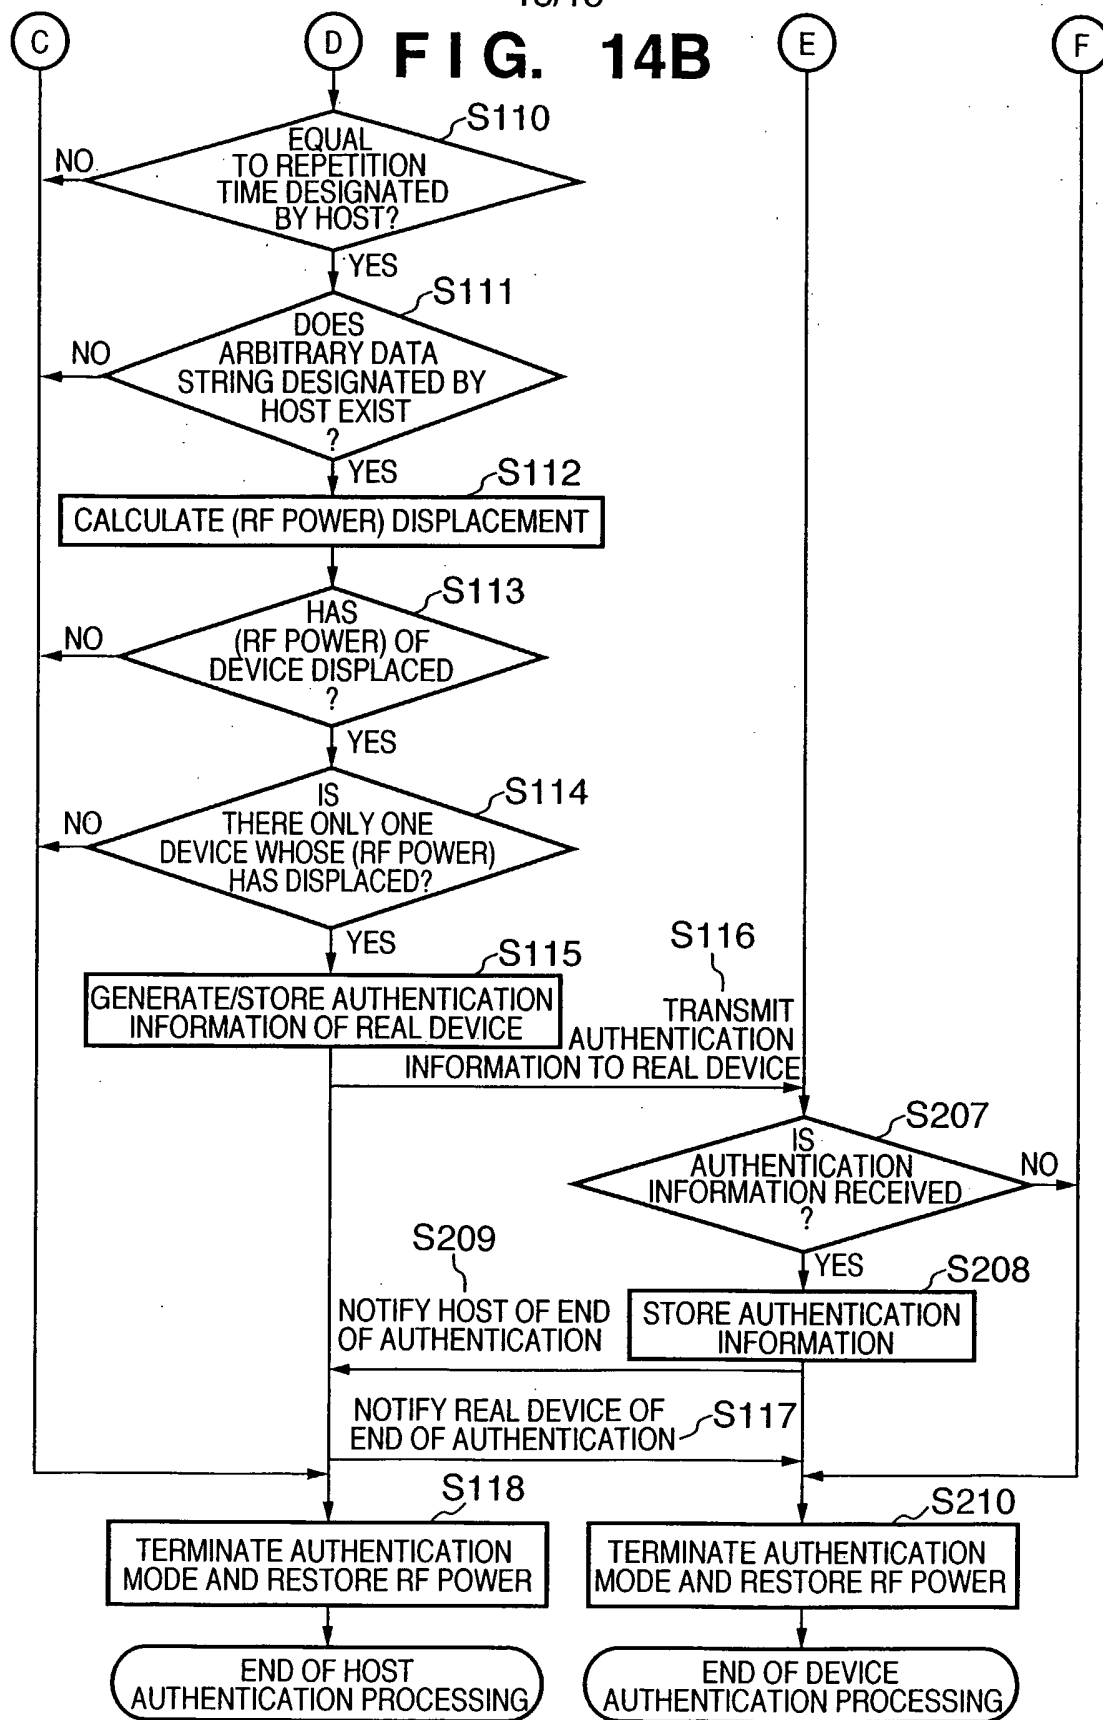 C
D
FIG. 14B
E
F
S110
EQUAL
TO REPETITION
TIME DESIGNATED
BY HOST?
NO
YES
S111
DOES
ARBITRARY DATA
STRING DESIGNATED BY
HOST EXIST
?
NO
YES
S112
CALCULATE (RF POWER) DISPLACEMENT
S113
HAS
(RF POWER) OF
DEVICE DISPLACED
?
NO
YES
S114
IS
THERE ONLY ONE
DEVICE WHOSE (RF POWER)
HAS DISPLACED?
NO
YES
S115
GENERATE/STORE AUTHENTICATION
INFORMATION OF REAL DEVICE
S116
TRANSMIT
AUTHENTICATION
INFORMATION TO REAL DEVICE
S207
IS
AUTHENTICATION
INFORMATION RECEIVED
?
NO
YES
S208
STORE AUTHENTICATION
INFORMATION
S209
NOTIFY HOST OF END
OF AUTHENTICATION
NOTIFY REAL DEVICE OF
END OF AUTHENTICATION
S117
S118
TERMINATE AUTHENTICATION
MODE AND RESTORE RF POWER
S210
TERMINATE AUTHENTICATION
MODE AND RESTORE RF POWER
END OF HOST
AUTHENTICATION PROCESSING
END OF DEVICE
AUTHENTICATION PROCESSING